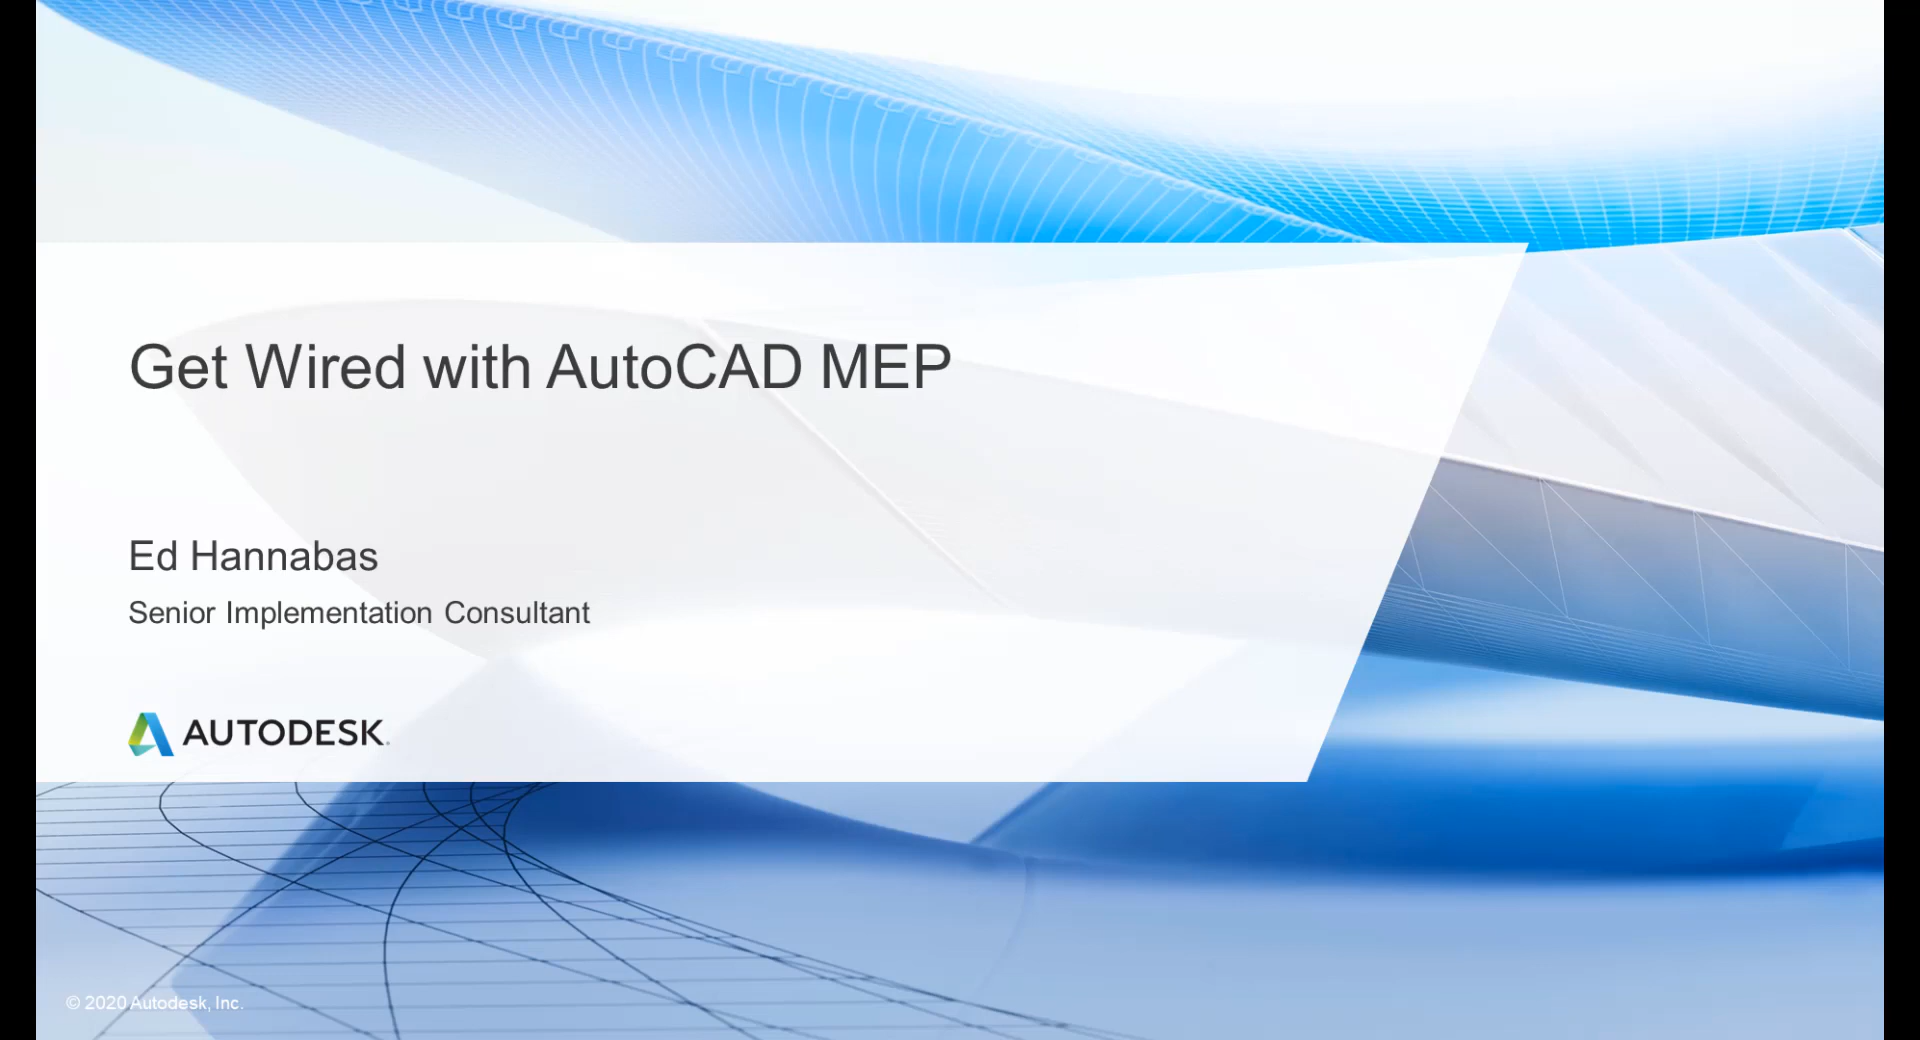 Get Wired with AutoCAD MEP
Ed Hannabas
Senior Implementation Consultant
AUTODESK.
© 2020 Autodesk, Inc.